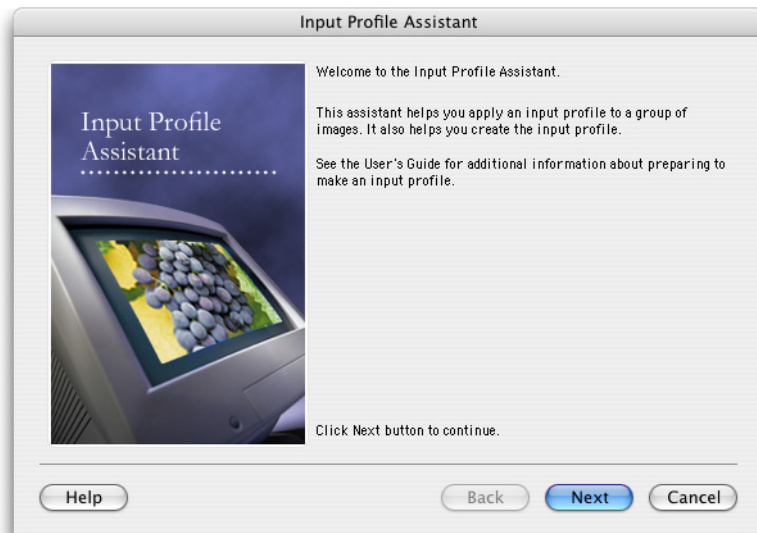 Input Profile Assistant
Input Profile
Assistant
Welcome to the Input Profile Assistant.
This assistant helps you apply an input profile to a group of
images. It also helps you create the input profile.
See the User's Guide for additional information about preparing to
make an input profile.
Click Next button to continue.
Help
Back
Next
Cancel